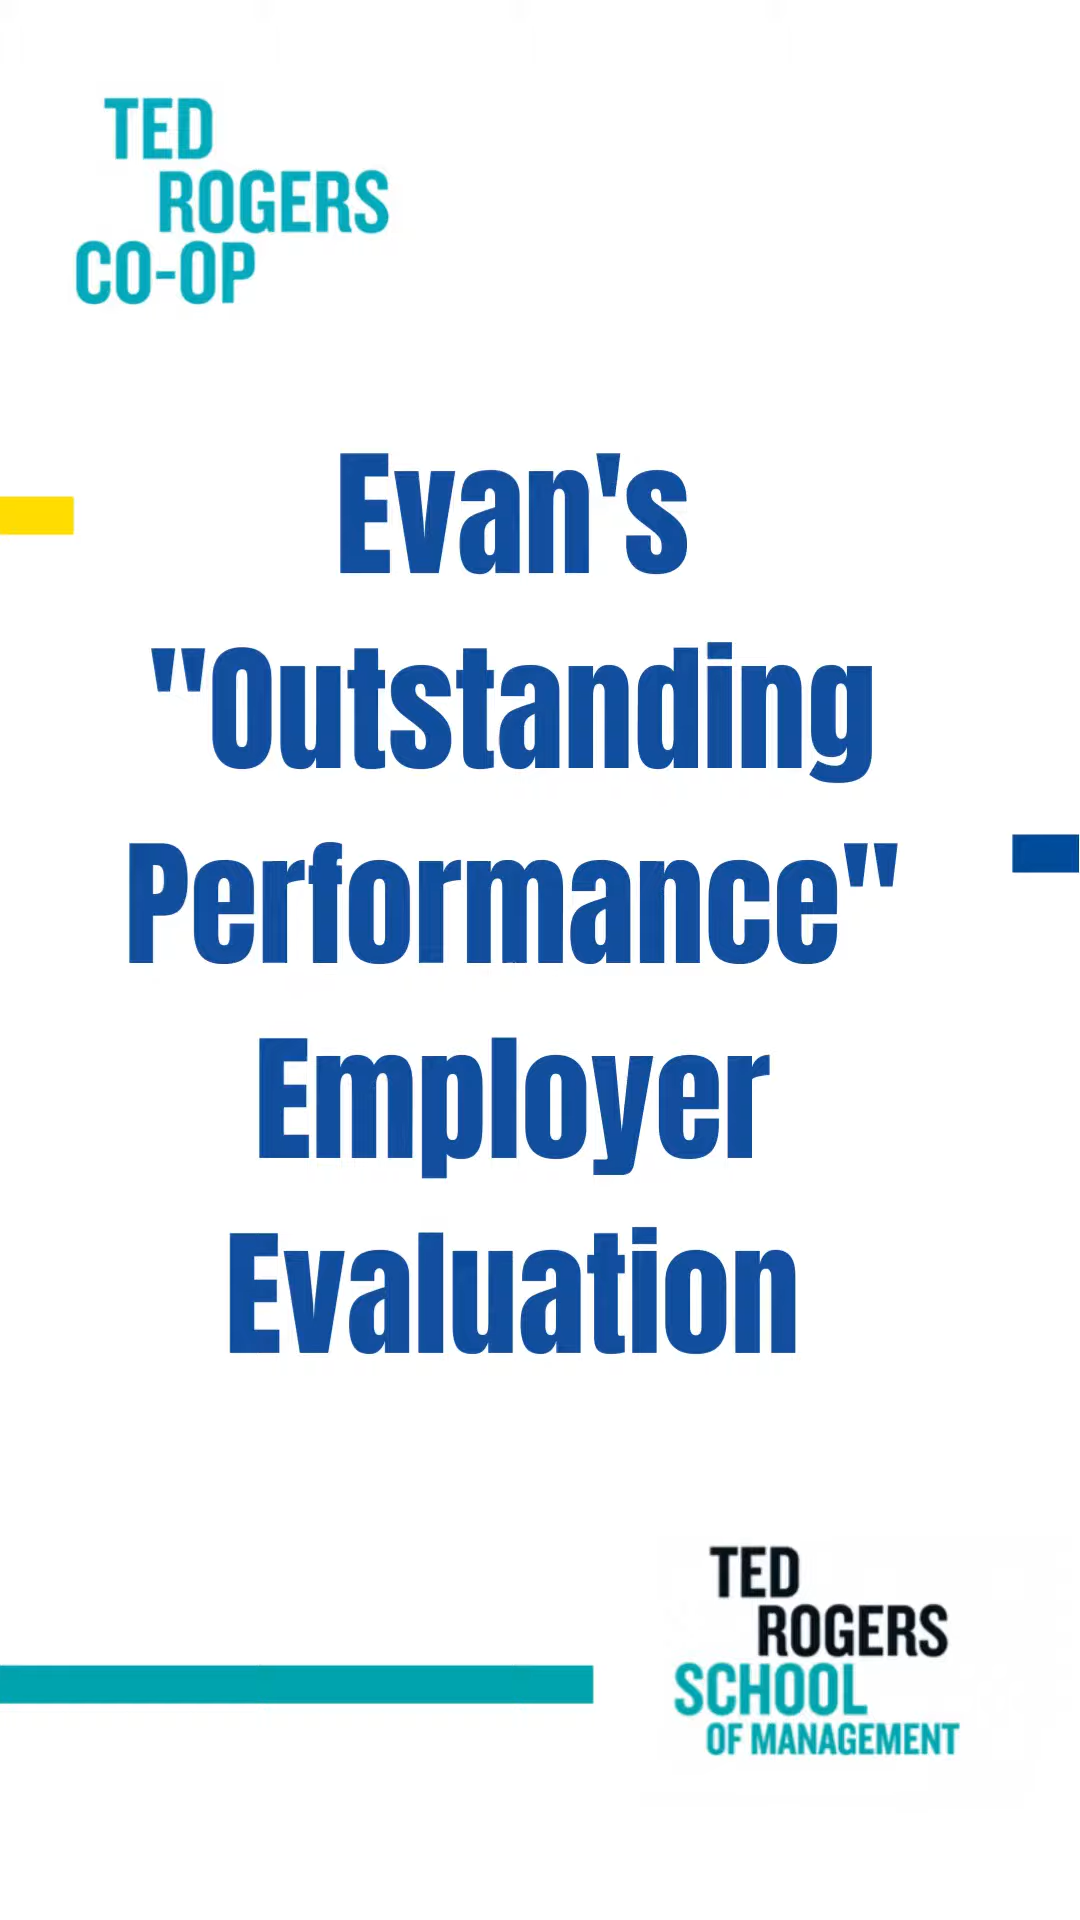 TED
ROGERS
CO-OP
Evan's
"Outstanding
Performance"
Employer
Evaluation
TED
ROGERS
SCHOOL
OF MANAGEMENT